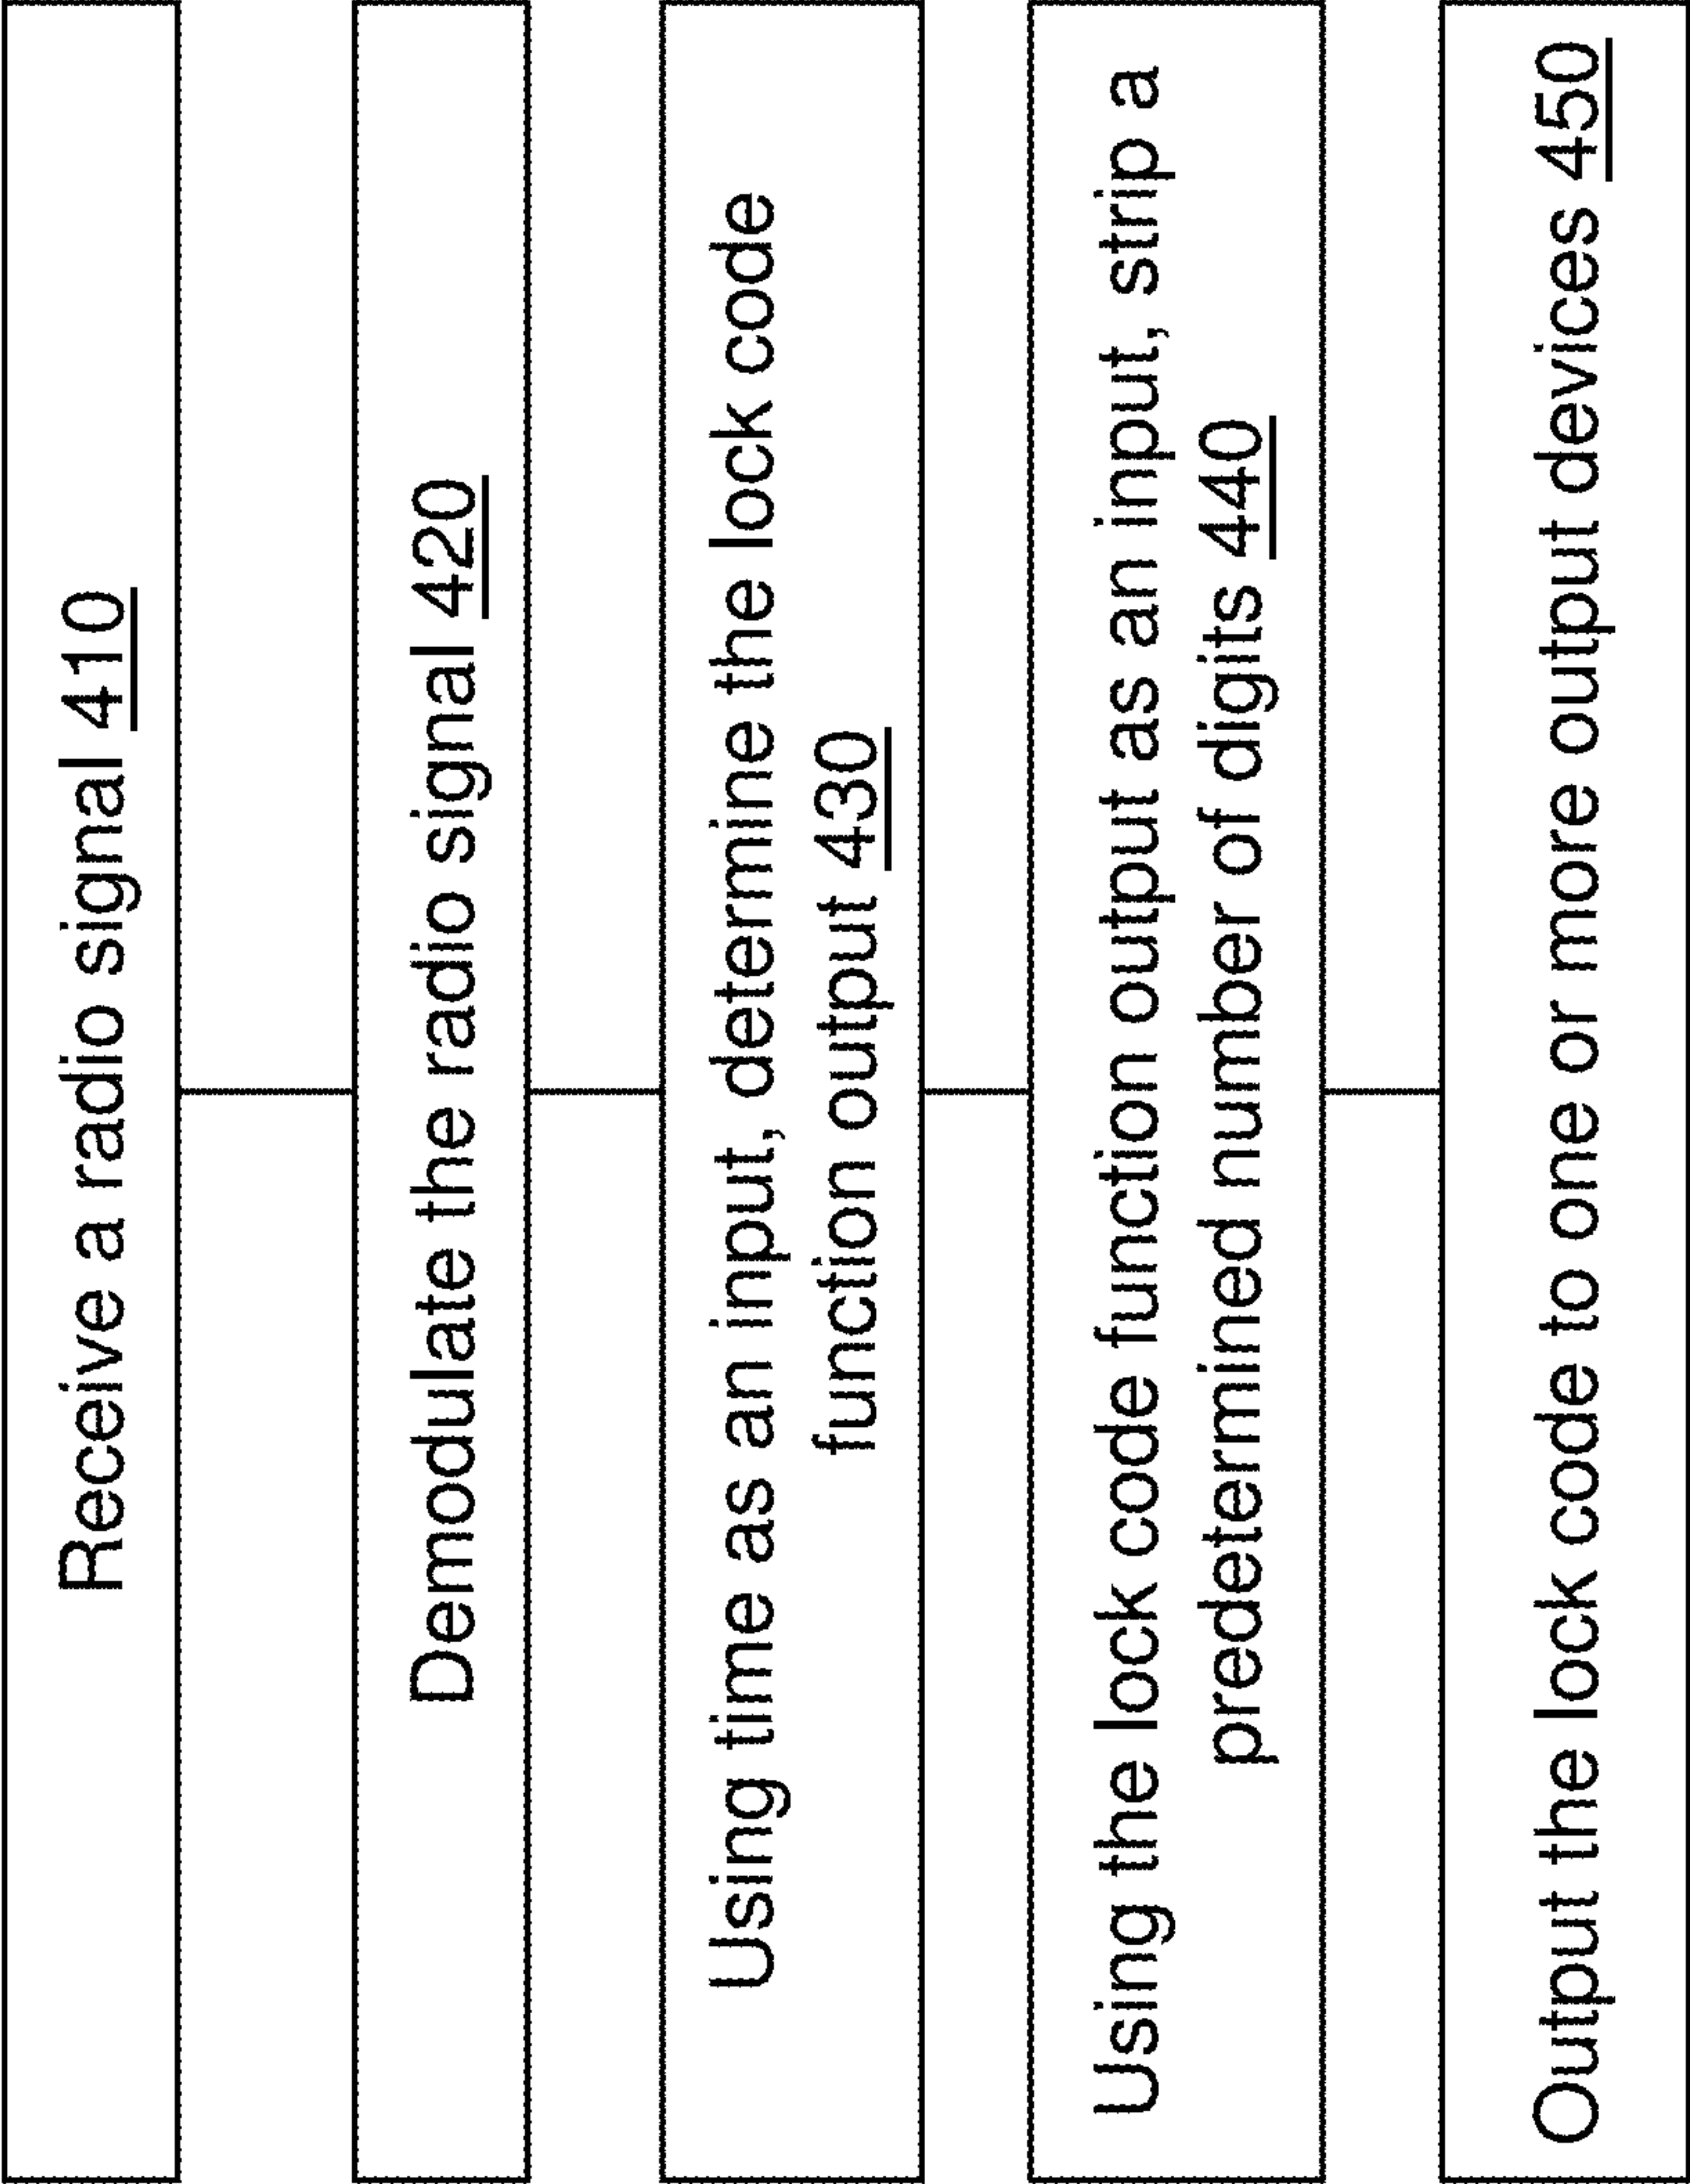 Receive a radio signal 410
Demodulate the radio signal 420
Using time as an input, determine the lock code
function output 430
Using the lock code function output as an input, strip a
predetermined number of digits 440
Output the lock code to one or more output devices 450